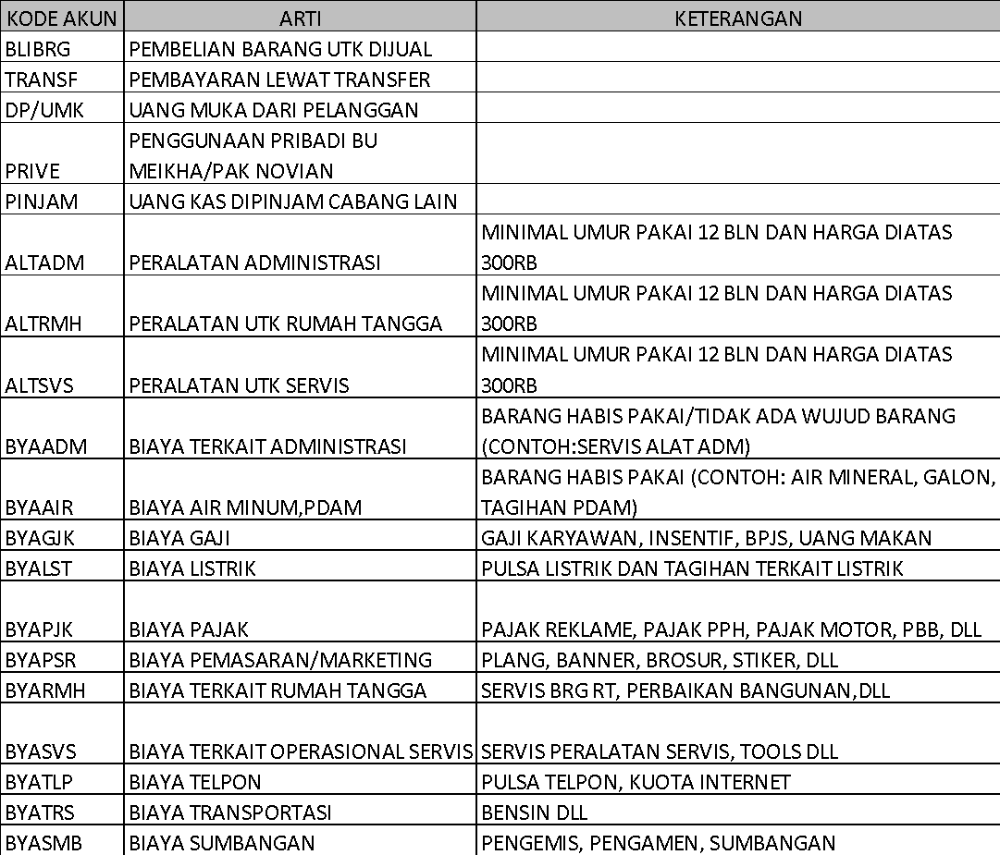 KODE AKUN ARTI KETERANGAN
BLIBRG PEMBELIAN BARANG UTK DIJUAL
TRANSF PEMBAYARAN LEWAT TRANSFER
DP/UMK UANG MUKA DARI PELANGGAN
PENGGUNAAN PRIBADI BU
PRIVE MEIKHA/PAK NOVIAN
PINJAM UANG KAS DIPINJAM CABANG LAIN
MINIMAL UMUR PAKAI 12 BLN DAN HARGA DIATAS
ALTADM PERALATAN ADMINISTRASI 300RB
MINIMAL UMUR PAKAI 12 BLN DAN HARGA DIATAS
ALTRMH PERALATAN UTK RUMAH TANGGA 300RB
MINIMAL UMUR PAKAI 12 BLN DAN HARGA DIATAS
ALTSVS PERALATAN UTK SERVIS 300RB
BARANG HABIS PAKAI/TIDAK ADA WUJUD BARANG
BYAADM BIAYA TERKAIT ADMINISTRASI (CONTOH:SERVIS ALAT ADM)
BARANG HABIS PAKAI (CONTOH: AIR MINERAL, GALON,
BYAAIR BIAYA AIR MINUM,PDAM TAGIHAN PDAM)
BYAGJK BIAYA GAJI GAJI KARYAWAN, INSENTIF, BPJS, UANG MAKAN
BYALST BIAYA LISTRIK PULSA LISTRIK DAN TAGIHAN TERKAIT LISTRIK
BYAPJK BIAYA PAJAK PAJAK REKLAME, PAJAK PPH, PAJAK MOTOR, PBB, DLL
BYAPSR BIAYA PEMASARAN/MARKETING PLANG, BANNER, BROSUR, STIKER, DLL
BYARMH BIAYA TERKAIT RUMAH TANGGA SERVIS BRG RT, PERBAIKAN BANGUNAN,DLL
BYASVS BIAYA TERKAIT OPERASIONAL SERVIS SERVIS PERALATAN SERVIS, TOOLS DLL
BYATLP BIAYA TELPON PULSA TELPON, KUOTA INTERNET
BYATRS BIAYA TRANSPORTASI BENSIN DLL
BYASMB BIAYA SUMBANGAN PENGEMIS, PENGAMEN, SUMBANGAN